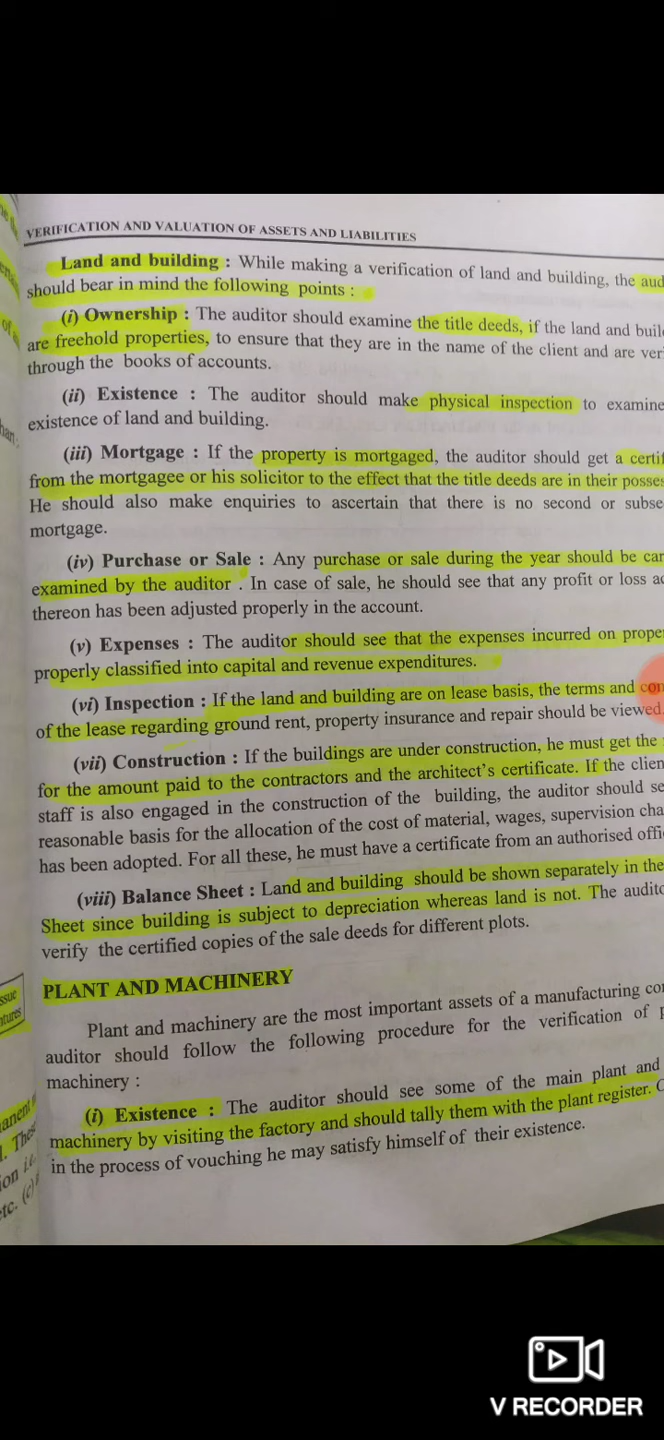 VERIFICATION AND VALUATION OF ASSETS AND LIABILITIES
Land and building : While making a verification of land and building, the
should bear in mind the following points :
(i) Ownership : The auditor should examine the title deeds, if the land and
are freehold properties, to ensure that they are in the name of the client and are
through the books of accounts.
(ii) Existence : The auditor should make physical inspection to examine
existence of land and building.
(iii) Mortgage : If the property is mortgaged, the auditor should get a
from the mortgagee or his solicitor to the effect that the title deeds are in their
He should also make enquiries to ascertain that there is no second or
mortgage.
(iv) Purchase or Sale : Any purchase or sale during the year should be
examined by the auditor . In case of sale, he should see that any profit or loss
thereon has been adjusted properly in the account.
(v) Expenses : The auditor should see that the expenses incurred on
properly classified into capital and revenue expenditures.
(vi) Inspection : If the land and building are on lease basis, the terms and
of the lease regarding ground rent, property insurance and repair should be viewed.
(vii) Construction : If the buildings are under construction, he must get the
for the amount paid to the contractors and the architect's certificate. If the
staff is also engaged in the construction of the building, the auditor should
reasonable basis for the allocation of the cost of material, wages, supervision
has been adopted. For all these, he must have a certificate from an authorised
(viii) Balance Sheet : Land and building should be shown separately in the
Sheet since building is subject to depreciation whereas land is not. The
verify the certified copies of the sale deeds for different plots.
PLANT AND MACHINERY
Plant and machinery are the most important assets of a manufacturing
auditor should follow the following procedure for the verification of
machinery :
(i) Existence : The auditor should see some of the main plant and
machinery by visiting the factory and should tally them with the plant register.
in the process of vouching he may satisfy himself of their existence.
V RECORDER